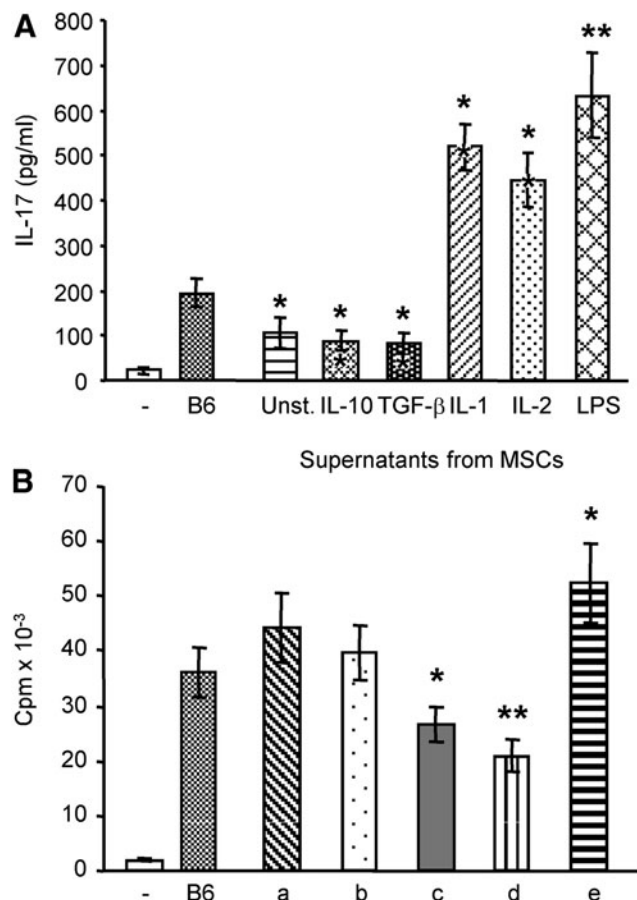 A
IL-17 (pg/ml)
800
700
600
500
400
300
200
100
0
* * * * * * * * * **
- B6 Unst. IL-10 TGF-β IL-1 IL-2 LPS
Supernatants from MSCs
B
Cpm x 10-3
70
60
50
40
30
20
10
0
* ** *
- B6 a b c d e